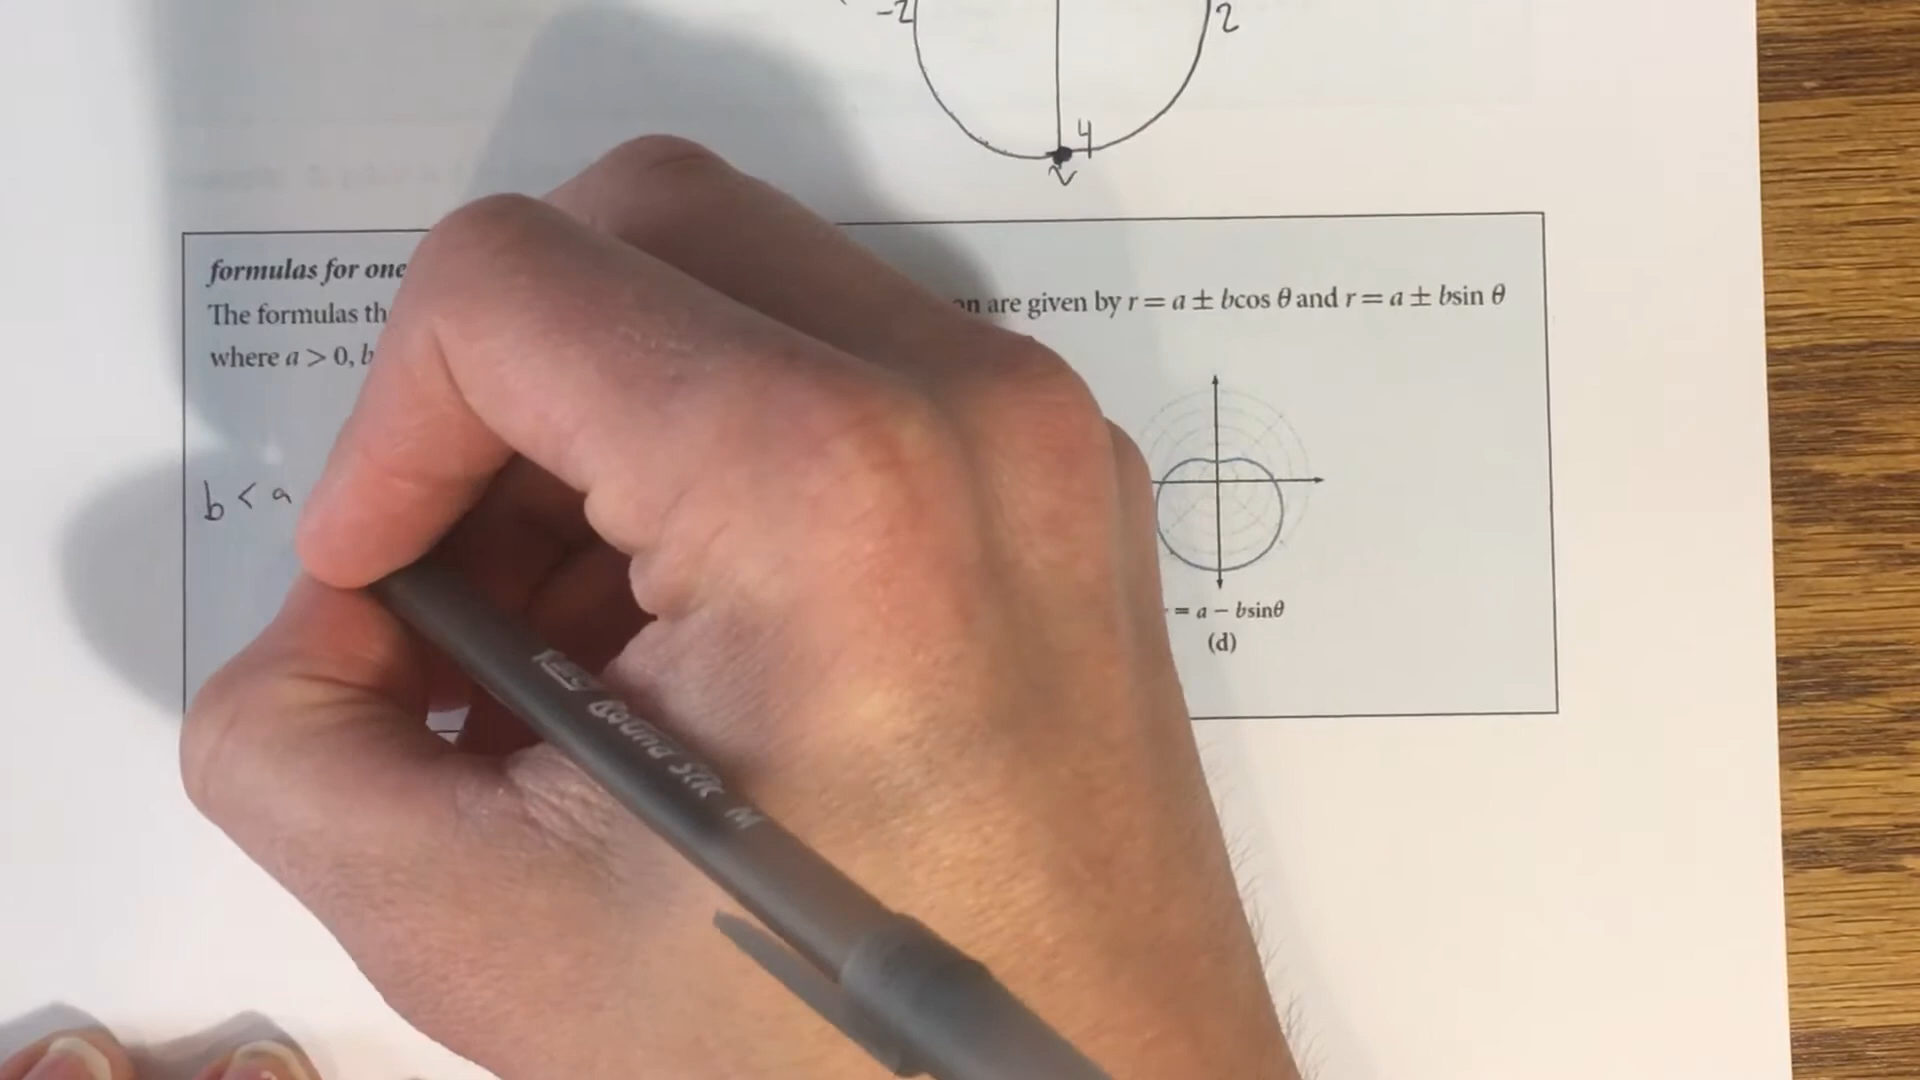 -2
2
4
formulas for one
The formulas th
are given by r = a ± bcos θ and r = a ± bsin θ
where a > 0, b
b < a
= a − bsinθ
(d)
ROUND STIC M